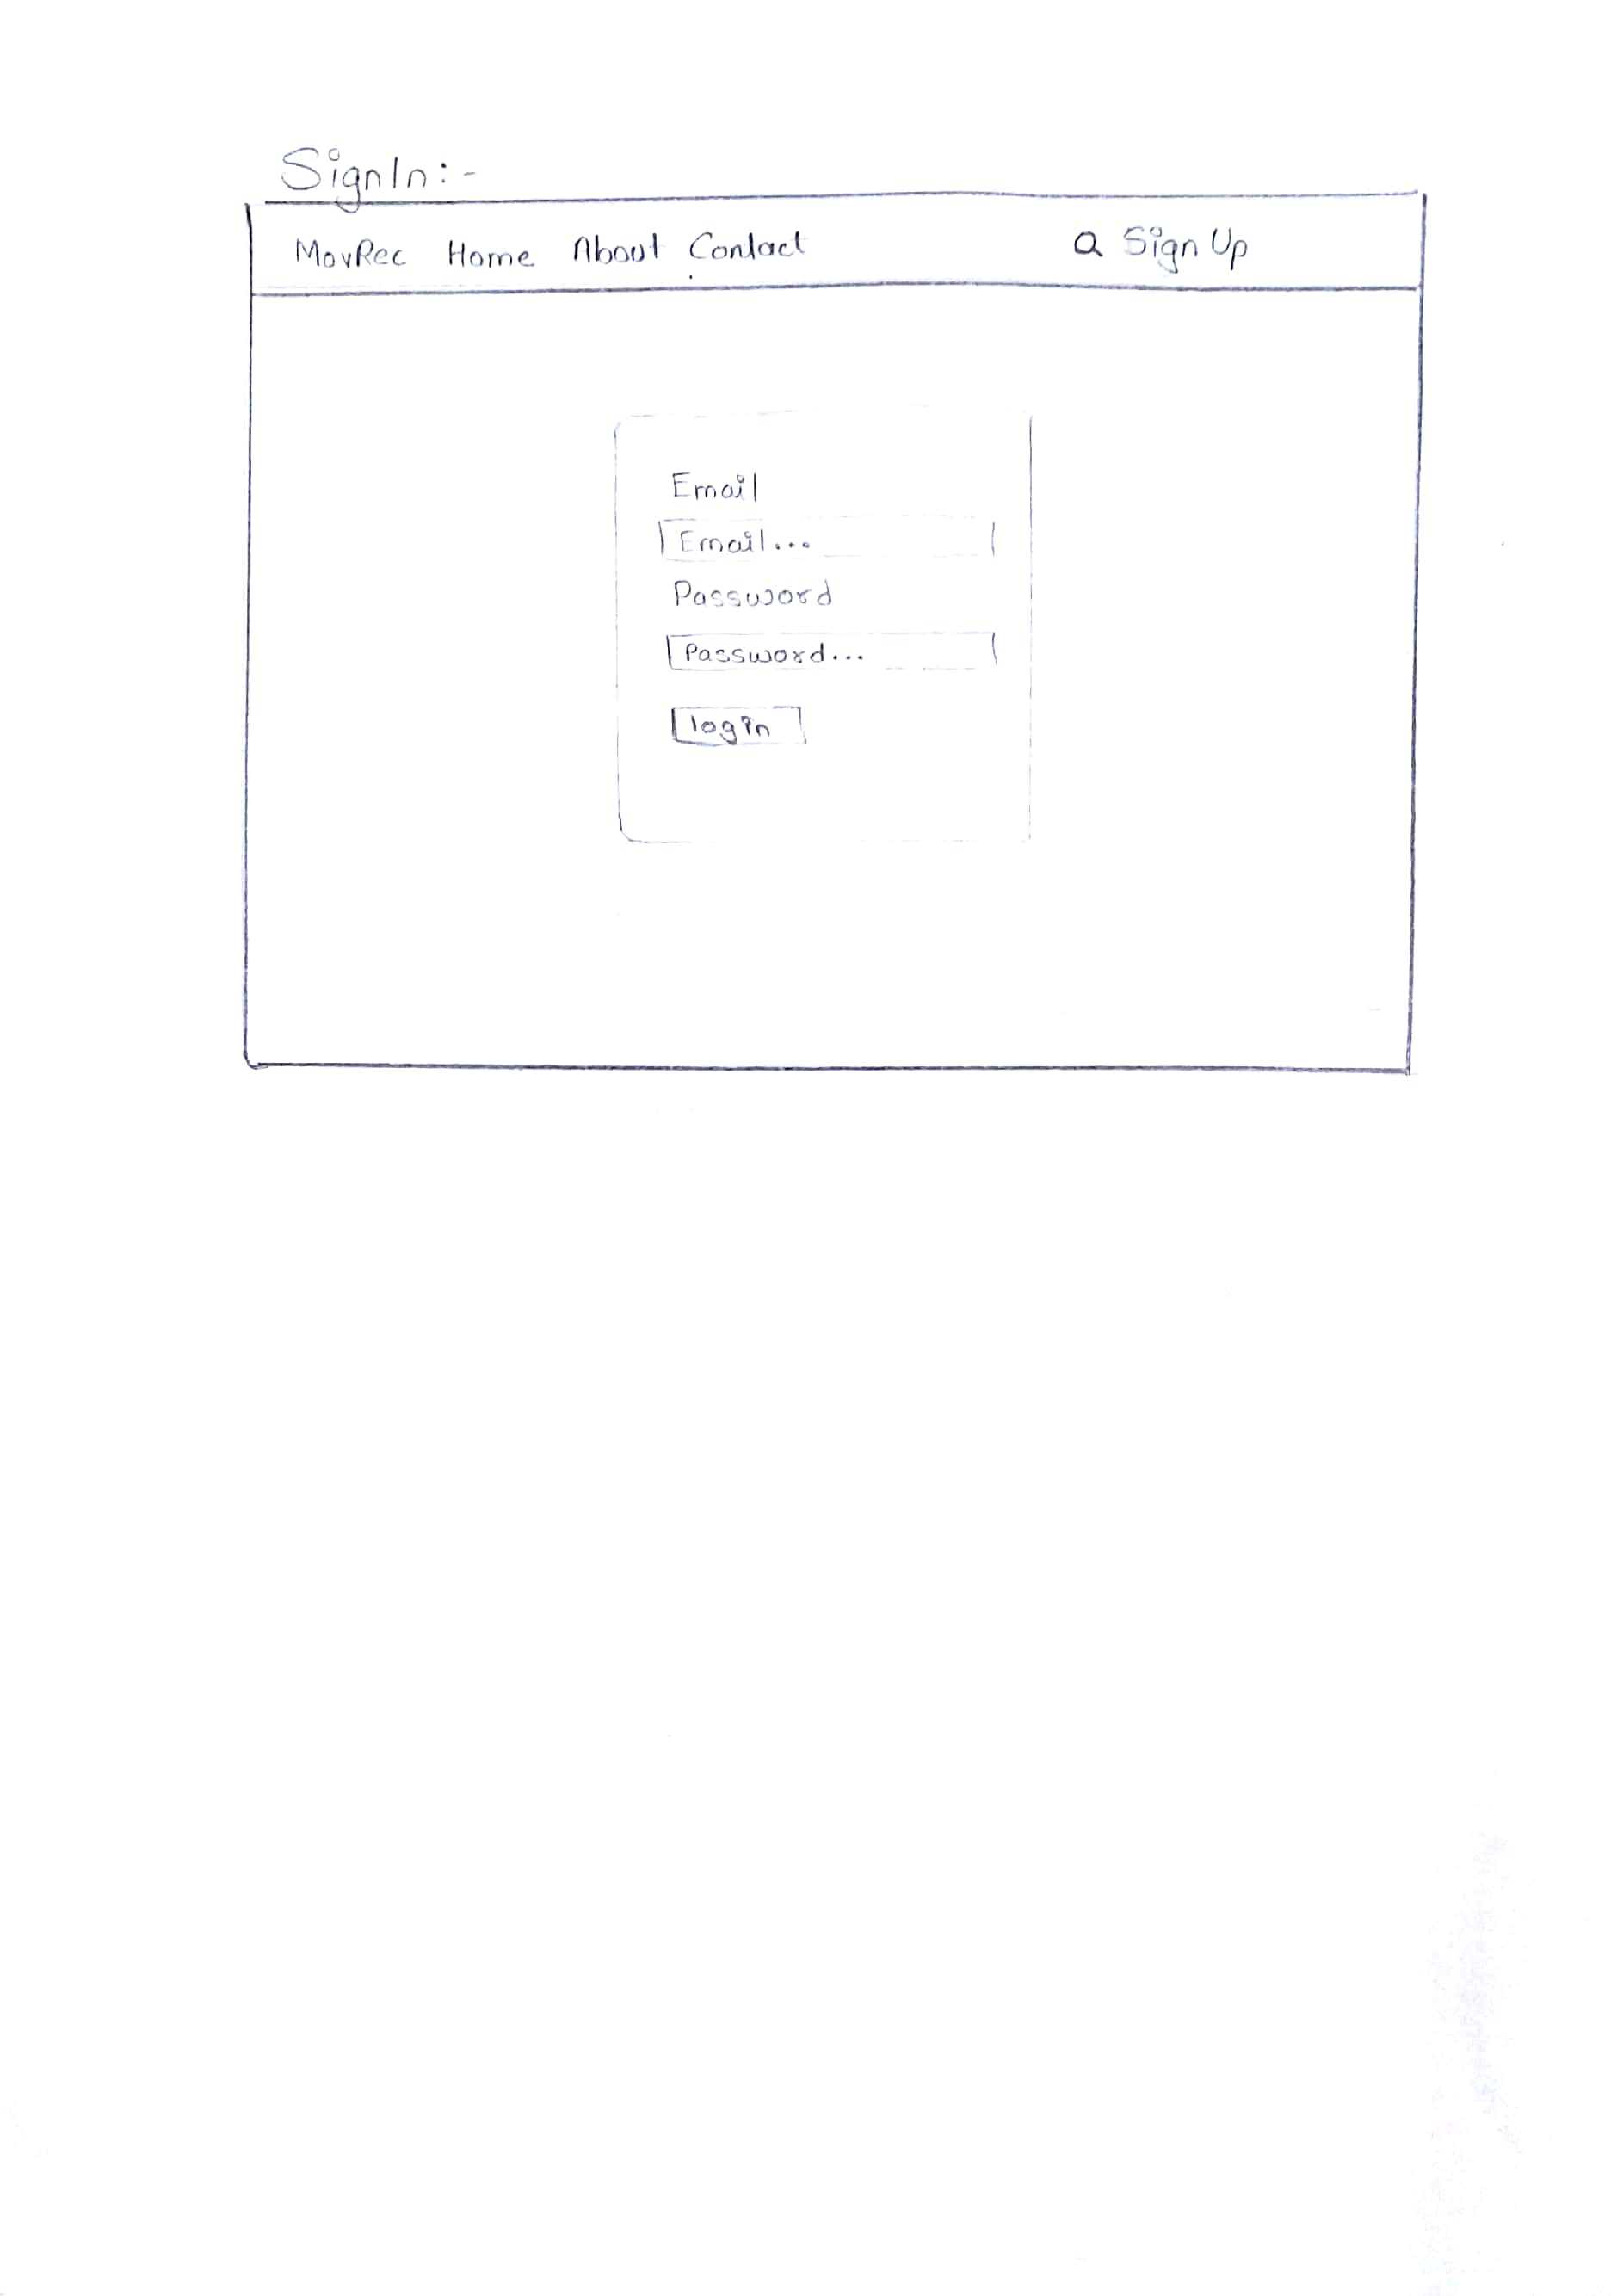 SignIn:-
MovRec Home About Contact Q Sign Up
Email
Email...
Password
Password...
login